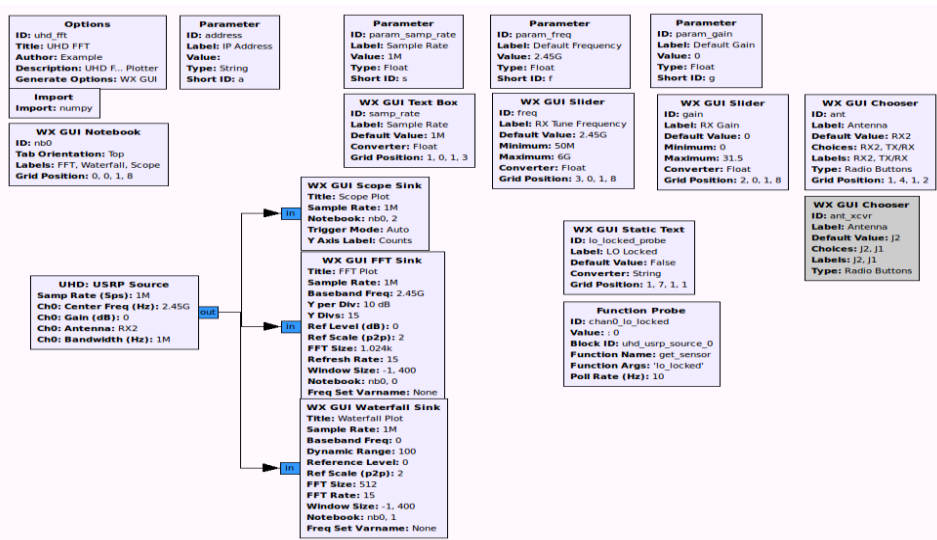 Options
ID: uhd_fft
Title: UHD FFT
Author: Example
Description: UHD F... Plotter
Generate Options: WX GUI
Parameter
ID: address
Label: IP Address
Value:
Type: String
Short ID: a
Parameter
ID: param_samp_rate
Label: Sample Rate
Value: 1M
Type: Float
Short ID: s
Parameter
ID: param_freq
Label: Default Frequency
Value: 2.45G
Type: Float
Short ID: f
Parameter
ID: param_gain
Label: Default Gain
Value: 0
Type: Float
Short ID: g
Import
Import: numpy
WX GUI Notebook
ID: nb0
Tab Orientation: Top
Labels: FFT, Waterfall, Scope
Grid Position: 0, 0, 1, 8
WX GUI Text Box
ID: samp_rate
Label: Sample Rate
Default Value: 1M
Converter: Float
Grid Position: 1, 0, 1, 3
WX GUI Slider
ID: freq
Label: RX Tune Frequency
Default Value: 2.45G
Minimum: 50M
Maximum: 6G
Converter: Float
Grid Position: 3, 0, 1, 8
WX GUI Slider
ID: gain
Label: RX Gain
Default Value: 0
Minimum: 0
Maximum: 31.5
Converter: Float
Grid Position: 2, 0, 1, 8
WX GUI Chooser
ID: ant
Label: Antenna
Default Value: RX2
Choices: RX2, TX/RX
Labels: RX2, TX/RX
Type: Radio Buttons
Grid Position: 1, 4, 1, 2
WX GUI Scope Sink
Title: Scope Plot
Sample Rate: 1M
Notebook: nb0, 2
Trigger Mode: Auto
Y Axis Label: Counts
in
WX GUI Chooser
ID: ant_xcvr
Label: Antenna
Default Value: J2
Choices: J2, J1
Labels: J2, J1
Type: Radio Buttons
WX GUI Static Text
ID: lo_locked_probe
Label: LO Locked
Default Value: False
Converter: String
Grid Position: 1, 7, 1, 1
UHD: USRP Source
Samp Rate (Sps): 1M
Ch0: Center Freq (Hz): 2.45G
Ch0: Gain (dB): 0
Ch0: Antenna: RX2
Ch0: Bandwidth (Hz): 1M
out
WX GUI FFT Sink
Title: FFT Plot
Sample Rate: 1M
Baseband Freq: 2.45G
Y per Div: 10 dB
Y Divs: 15
Ref Level (dB): 0
Ref Scale (p2p): 2
FFT Size: 1.024k
Refresh Rate: 15
Window Size: -1, 400
Notebook: nb0, 0
Freq Set Varname: None
in
Function Probe
ID: chan0_lo_locked
Value: : 0
Block ID: uhd_usrp_source_0
Function Name: get_sensor
Function Args: 'lo_locked'
Poll Rate (Hz): 10
WX GUI Waterfall Sink
Title: Waterfall Plot
Sample Rate: 1M
Baseband Freq: 0
Dynamic Range: 100
Reference Level: 0
Ref Scale (p2p): 2
FFT Size: 512
FFT Rate: 15
Window Size: -1, 400
Notebook: nb0, 1
Freq Set Varname: None
in